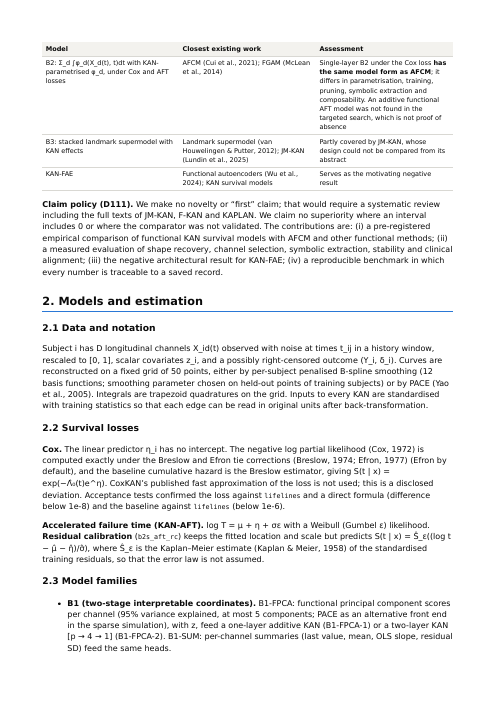 Model Closest existing work Assessment
B2: Σ_d ∫φ_d(X_d(t), t)dt with KAN- AFCM (Cui et al., 2021); FGAM (McLean Single-layer B2 under the Cox loss has
parametrised φ_d, under Cox and AFT et al., 2014) the same model form as AFCM; it
losses differs in parametrisation, training,
pruning, symbolic extraction and
composability. An additive functional
AFT model was not found in the
targeted search, which is not proof of
absence
B3: stacked landmark supermodel with Landmark supermodel (van Partly covered by JM-KAN, whose
KAN effects Houwelingen & Putter, 2012); JM-KAN design could not be compared from its
(Lundin et al., 2025) abstract
KAN-FAE Functional autoencoders (Wu et al., Serves as the motivating negative
2024); KAN survival models result
Claim policy (D111). We make no novelty or “first” claim; that would require a systematic review
including the full texts of JM-KAN, F-KAN and KAPLAN. We claim no superiority where an interval
includes 0 or where the comparator was not validated. The contributions are: (i) a pre-registered
empirical comparison of functional KAN survival models with AFCM and other functional methods; (ii)
a measured evaluation of shape recovery, channel selection, symbolic extraction, stability and clinical
alignment; (iii) the negative architectural result for KAN-FAE; (iv) a reproducible benchmark in which
every number is traceable to a saved record.
2. Models and estimation
2.1 Data and notation
Subject i has D longitudinal channels X_id(t) observed with noise at times t_ij in a history window,
rescaled to [0, 1], scalar covariates z_i, and a possibly right-censored outcome (Y_i, δ_i). Curves are
reconstructed on a fixed grid of 50 points, either by per-subject penalised B-spline smoothing (12
basis functions; smoothing parameter chosen on held-out points of training subjects) or by PACE (Yao
et al., 2005). Integrals are trapezoid quadratures on the grid. Inputs to every KAN are standardised
with training statistics so that each edge can be read in original units after back-transformation.
2.2 Survival losses
Cox. The linear predictor η_i has no intercept. The negative log partial likelihood (Cox, 1972) is
computed exactly under the Breslow and Efron tie corrections (Breslow, 1974; Efron, 1977) (Efron by
default), and the baseline cumulative hazard is the Breslow estimator, giving S(t | x) =
exp(−Λ̂₀(t)e^η). CoxKAN’s published fast approximation of the loss is not used; this is a disclosed
deviation. Acceptance tests confirmed the loss against lifelines and a direct formula (difference
below 1e-8) and the baseline against lifelines (below 1e-6).
Accelerated failure time (KAN-AFT). log T = μ + η + σε with a Weibull (Gumbel ε) likelihood.
Residual calibration (b2s_aft_rc) keeps the fitted location and scale but predicts S(t | x) = Ŝ_ε((log t
− μ̂ − η̂)/σ̂), where Ŝ_ε is the Kaplan–Meier estimate (Kaplan & Meier, 1958) of the standardised
training residuals, so that the error law is not assumed.
2.3 Model families
• B1 (two-stage interpretable coordinates). B1-FPCA: functional principal component scores
per channel (95% variance explained, at most 5 components; PACE as an alternative front end
in the sparse simulation), with z, feed a one-layer additive KAN (B1-FPCA-1) or a two-layer KAN
[p → 4 → 1] (B1-FPCA-2). B1-SUM: per-channel summaries (last value, mean, OLS slope, residual
SD) feed the same heads.